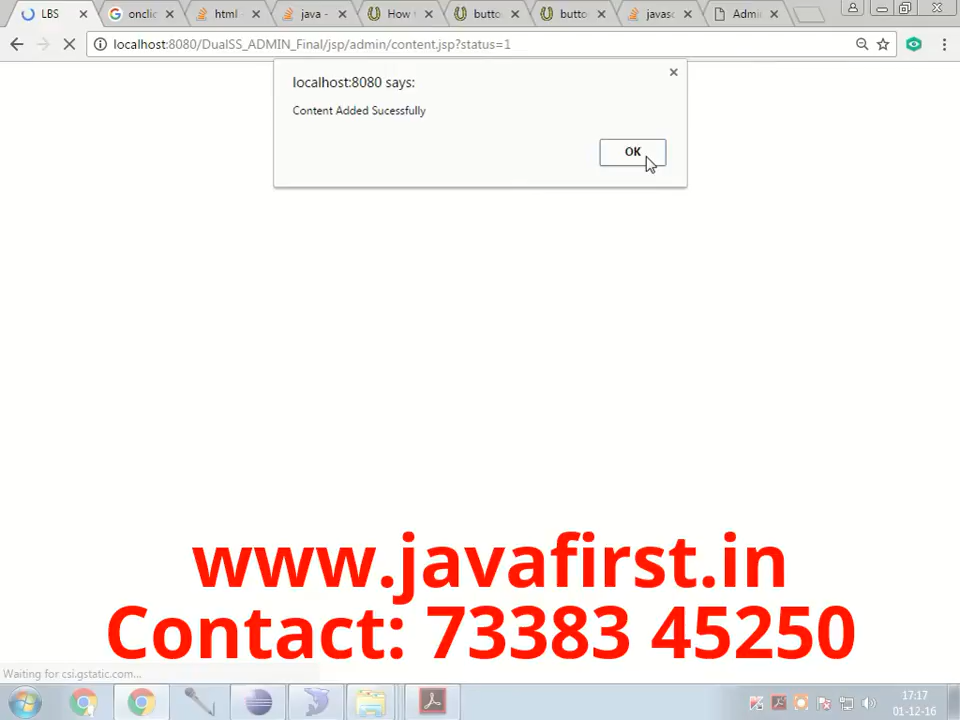 LBS
onclic
html -
java -
How
butto
butto
javasc
Admi
localhost:8080/DualSS_ADMIN_Final/jsp/admin/content.jsp?status=1
localhost:8080 says:
Content Added Sucessfully
OK
www.javafirst.in
Contact: 73383 45250
Waiting for csi.gstatic.com...
17:17
01-12-16